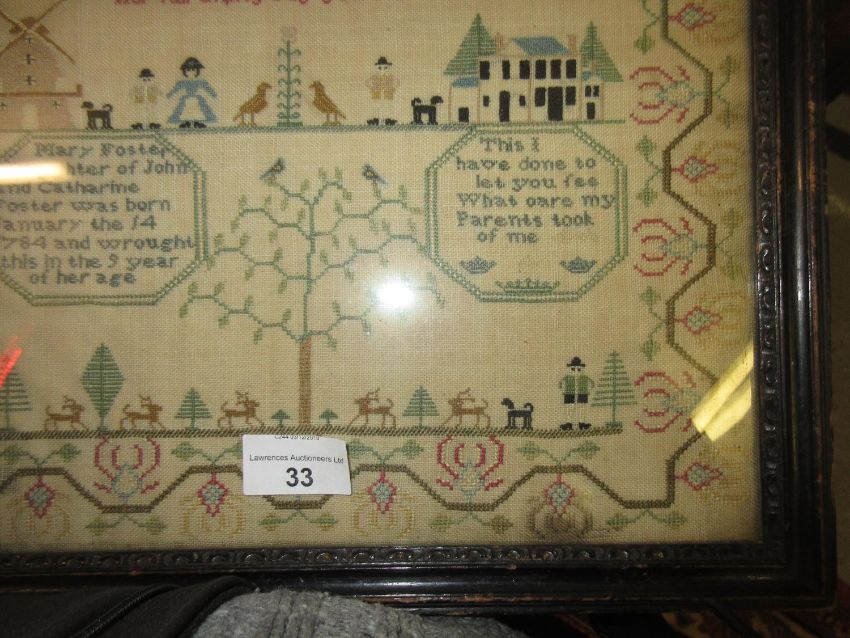 Mary Foster
ter of John
and Catharine
Foster was born
January the 14
1784 and wrought
this in the 9 year
of her age
This I
have done to
let you see
What care my
Parents took
of me
Lawrences Auctioneers Ltd
33